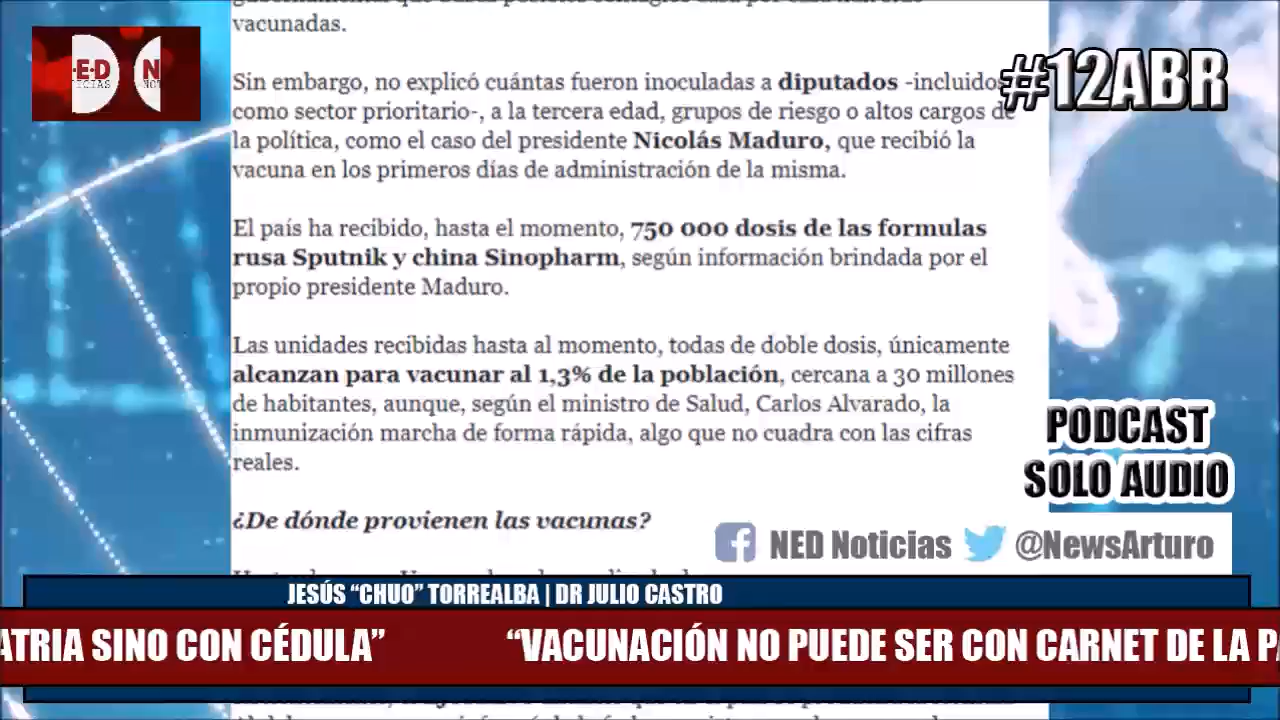 vacunadas.
Sin embargo, no explicó cuántas fueron inoculadas a diputados -incluidos
como sector prioritario-, a la tercera edad, grupos de riesgo o altos cargos de
la política, como el caso del presidente Nicolás Maduro, que recibió la
vacuna en los primeros días de administración de la misma.
El país ha recibido, hasta el momento, 750 000 dosis de las formulas
rusa Sputnik y china Sinopharm, según información brindada por el
propio presidente Maduro.
Las unidades recibidas hasta al momento, todas de doble dosis, únicamente
alcanzan para vacunar al 1,3% de la población, cercana a 30 millones
de habitantes, aunque, según el ministro de Salud, Carlos Alvarado, la
inmunización marcha de forma rápida, algo que no cuadra con las cifras
reales.
¿De dónde provienen las vacunas?
#12ABR
PODCAST
SOLO AUDIO
NED Noticias @NewsArturo
JESÚS “CHUO” TORREALBA | DR JULIO CASTRO
ATRIA SINO CON CÉDULA” “VACUNACIÓN NO PUEDE SER CON CARNET DE LA PA